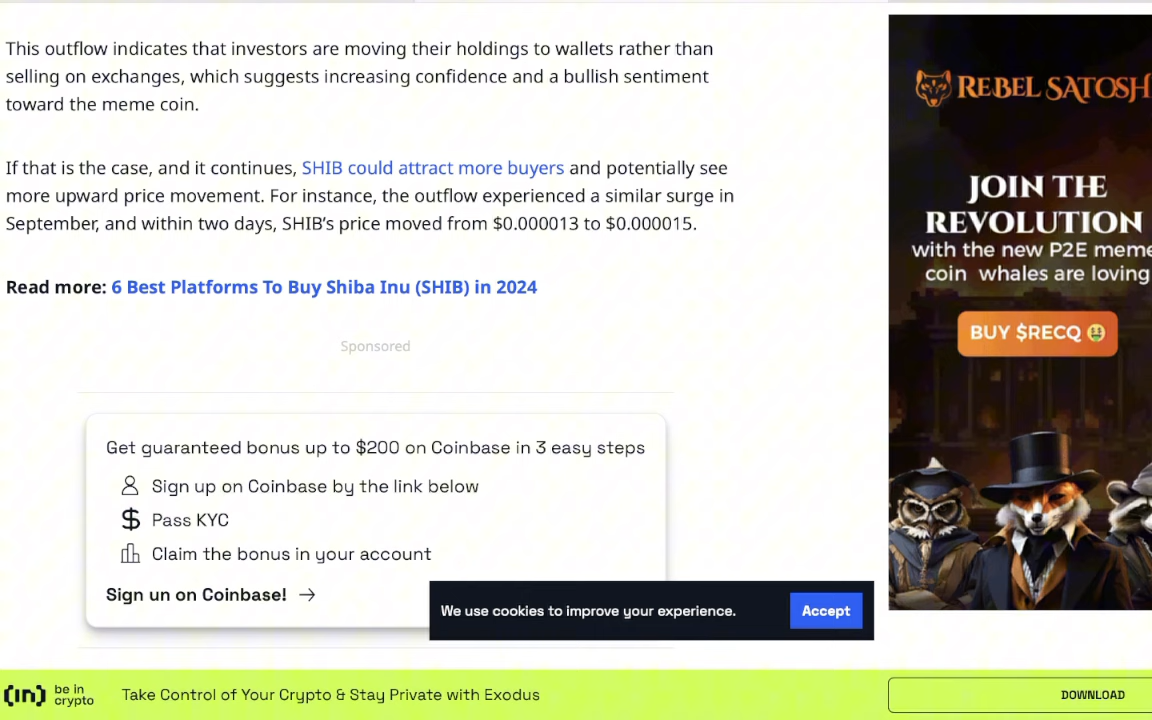 This outflow indicates that investors are moving their holdings to wallets rather than
selling on exchanges, which suggests increasing confidence and a bullish sentiment
toward the meme coin.
If that is the case, and it continues, SHIB could attract more buyers and potentially see
more upward price movement. For instance, the outflow experienced a similar surge in
September, and within two days, SHIB’s price moved from $0.000013 to $0.000015.
Read more: 6 Best Platforms To Buy Shiba Inu (SHIB) in 2024
Sponsored
Get guaranteed bonus up to $200 on Coinbase in 3 easy steps
Sign up on Coinbase by the link below
Pass KYC
Claim the bonus in your account
Sign un on Coinbase! →
We use cookies to improve your experience.
Accept
REBEL SATOSH
JOIN THE
REVOLUTION
with the new P2E meme
coin whales are loving
BUY $RECQ 🤑
(in) be in
crypto
Take Control of Your Crypto & Stay Private with Exodus
DOWNLOAD